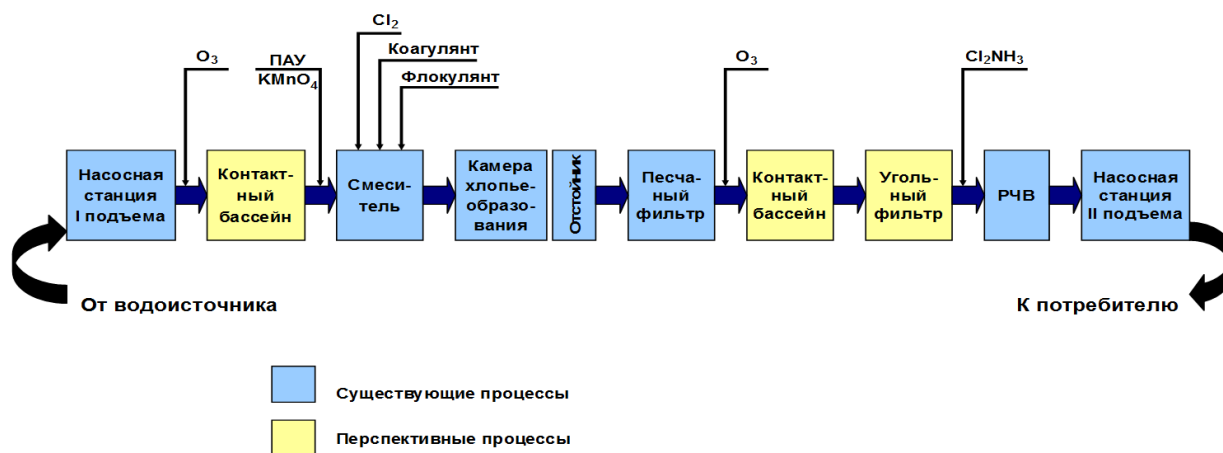 Cl₂
O₃
ПАУ
KMnO₄
Коагулянт
Флокулянт
O₃
Cl₂NH₃
Насосная
станция
I подъема
Контакт-
ный
бассейн
Смеси-
тель
Камера
хлопье-
образо-
вания
Отстойник
Песча-
ный
фильтр
Контакт-
ный
бассейн
Уголь-
ный
фильтр
РЧВ
Насосная
станция
II подъема
От водоисточника
К потребителю
Существующие процессы
Перспективные процессы